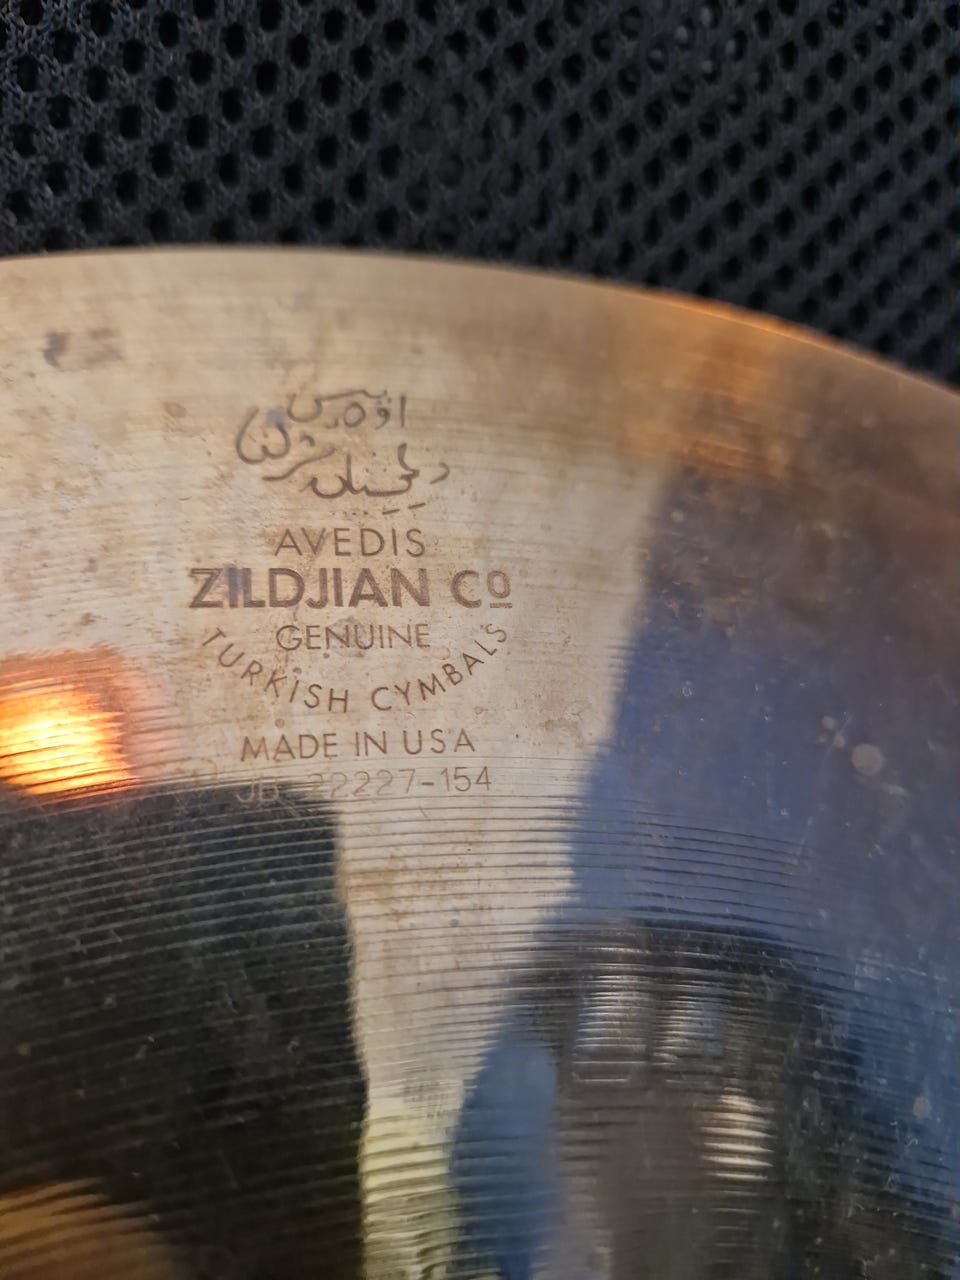 AVEDIS
ZILDJIAN Cº
GENUINE
TURKISH CYMBALS
MADE IN USA
JB 22227-154